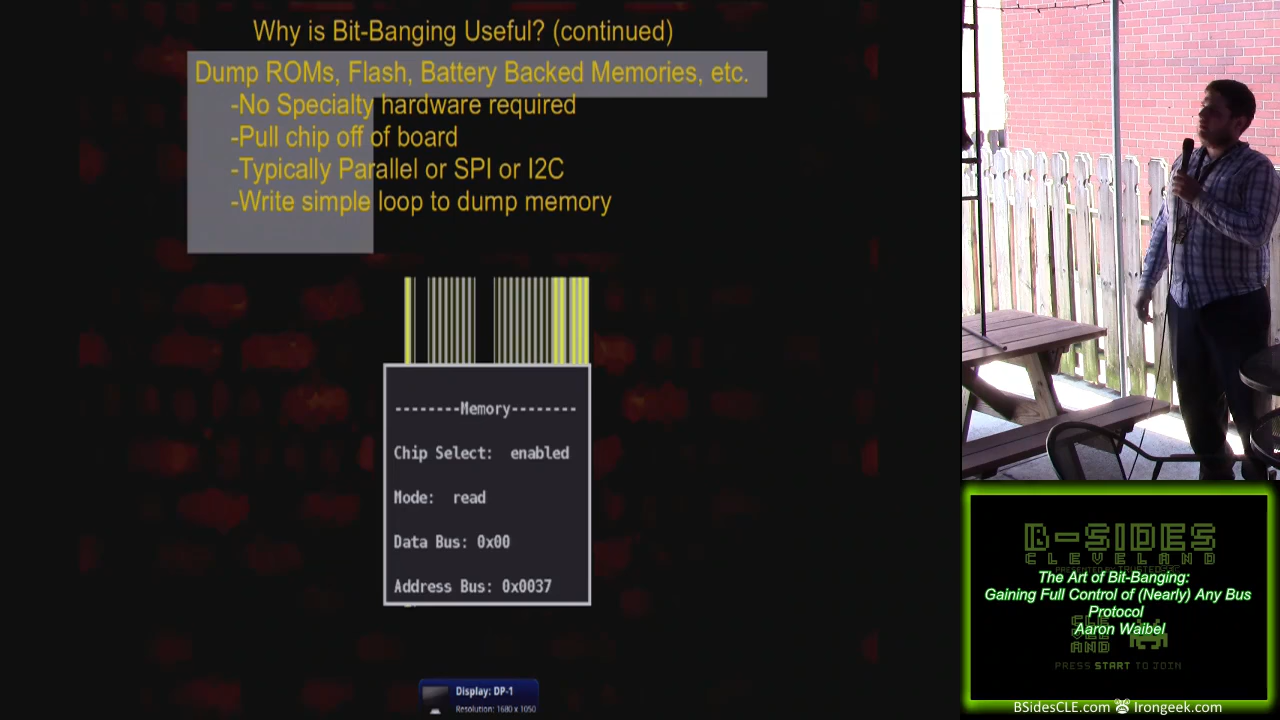 Why is Bit-Banging Useful? (continued)
Dump ROMs, Flash, Battery Backed Memories, etc.
-No Specialty hardware required
-Pull chip off of board
-Typically Parallel or SPI or I2C
-Write simple loop to dump memory
--------Memory--------
Chip Select: enabled
Mode: read
Data Bus: 0x00
Address Bus: 0x0037
Display: DP-1
Resolution: 1680 x 1050
B-SIDES
CLEVELAND
The Art of Bit-Banging:
Gaining Full Control of (Nearly) Any Bus
Protocol
Aaron Waibel
PRESS START TO JOIN
BSidesCLE.com Irongeek.com